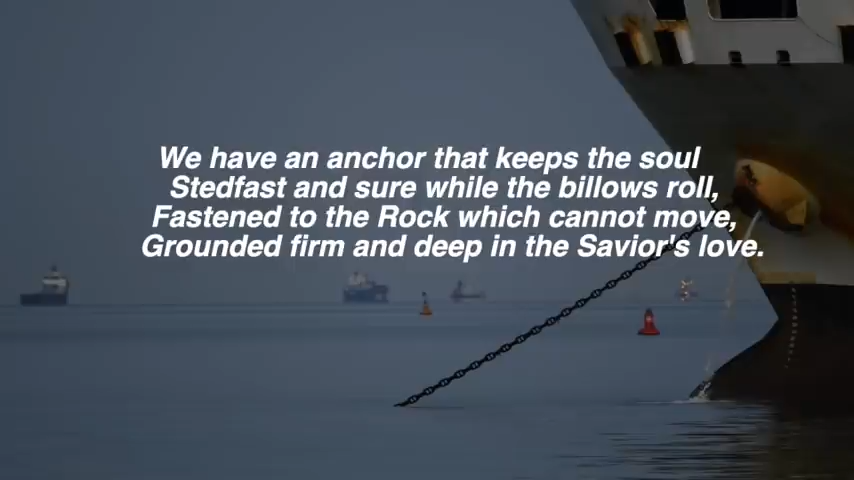 We have an anchor that keeps the soul
Stedfast and sure while the billows roll,
Fastened to the Rock which cannot move,
Grounded firm and deep in the Savior's love.